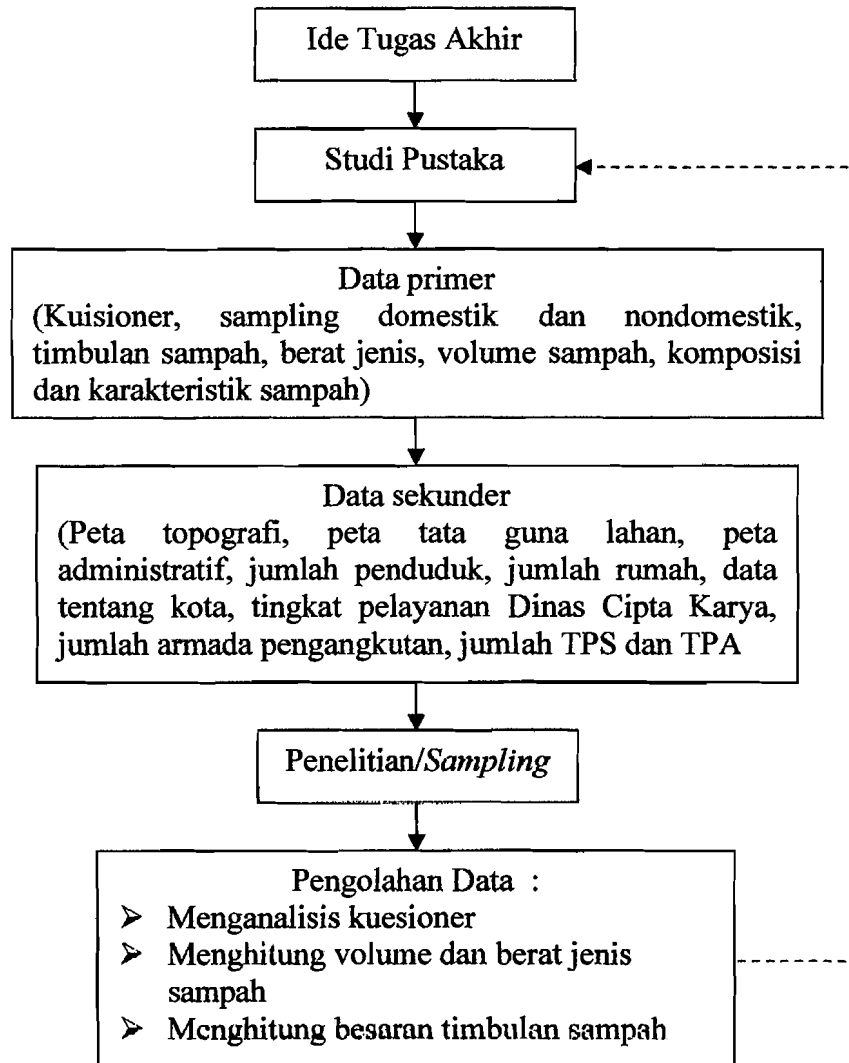 Ide Tugas Akhir
Studi Pustaka
Data primer
(Kuisioner, sampling domestik dan nondomestik,
timbulan sampah, berat jenis, volume sampah, komposisi
dan karakteristik sampah)
Data sekunder
(Peta topografi, peta tata guna lahan, peta
administratif, jumlah penduduk, jumlah rumah, data
tentang kota, tingkat pelayanan Dinas Cipta Karya,
jumlah armada pengangkutan, jumlah TPS dan TPA
Penelitian/Sampling
Pengolahan Data :
➢ Menganalisis kuesioner
➢ Menghitung volume dan berat jenis
sampah
➢ Menghitung besaran timbulan sampah